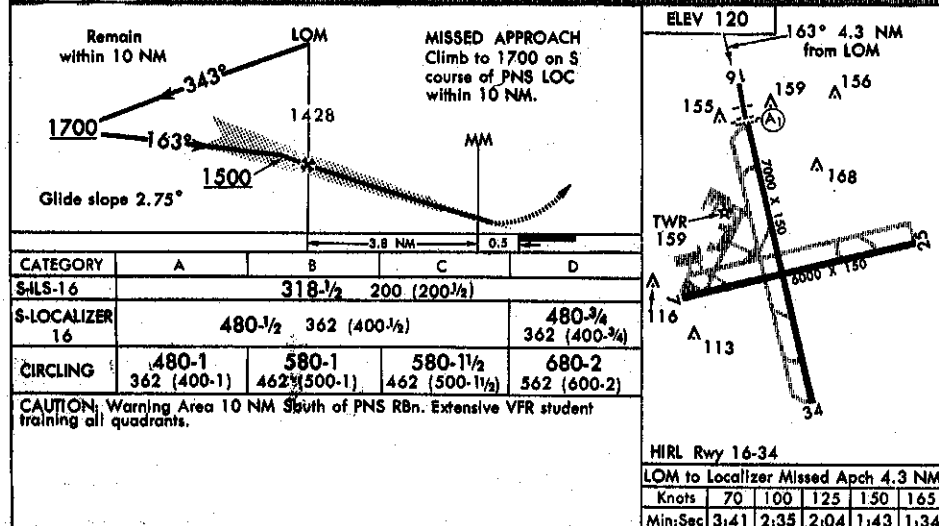 Remain
within 10 NM
LOM
MISSED APPROACH
Climb to 1700 on S
course of PNS LOC
within 10 NM.
343°
1700
163°
1428
1500
MM
Glide slope 2.75°
3.8 NM
0.5
CATEGORY A B C D
S-ILS-16 318-½ 200 (200½)
S-LOCALIZER
16
480-½ 362 (400-½)
480-¾
362 (400-¾)
CIRCLING
480-1
362 (400-1)
580-1
462 (500-1)
580-1½
462 (500-1½)
680-2
562 (600-2)
CAUTION: Warning Area 10 NM South of PNS RBn. Extensive VFR student
training all quadrants.
ELEV 120
163° 4.3 NM
from LOM
16
159
156
155
A1
7000 X 150
168
TWR
159
25
6000 X 150
7
116
113
34
HIRL Rwy 16-34
LOM to Localizer Missed Apch 4.3 NM
Knots 70 100 125 150 165
Min:Sec 3:41 2:35 2:04 1:43 1:34